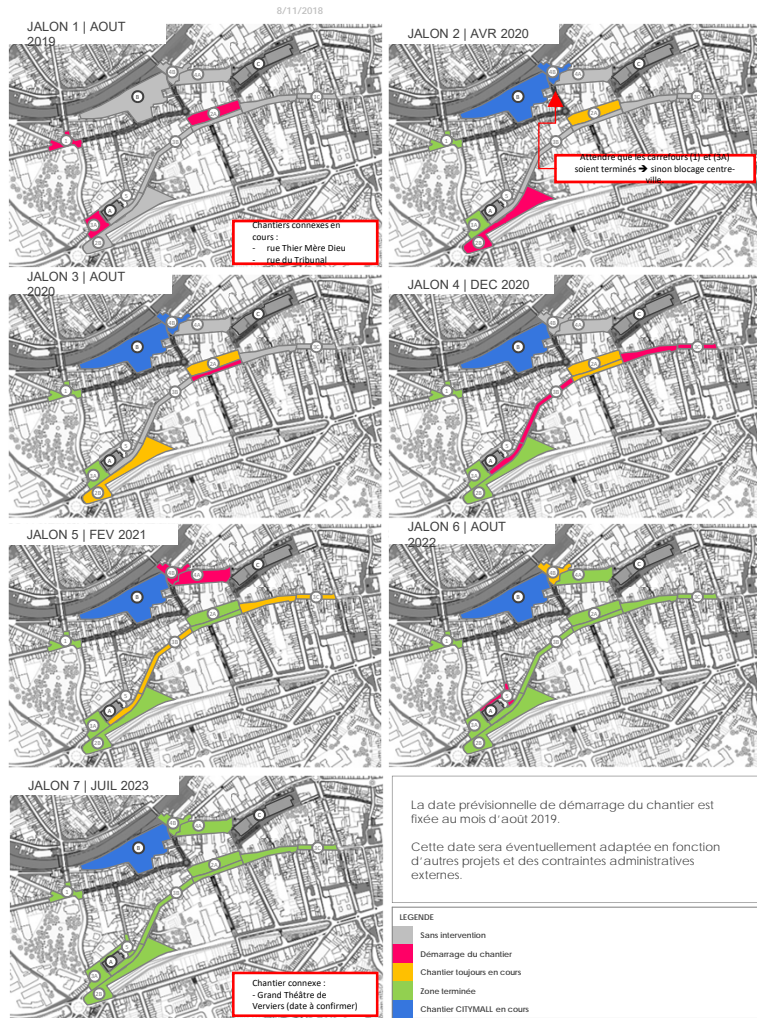 8/11/2018
JALON 1 | AOUT
2019
Chantiers connexes en
cours :
- rue Thier Mère Dieu
- rue du Tribunal
JALON 2 | AVR 2020
Attendre que les carrefours (1) et (3A)
soient terminés ➔ sinon blocage centre-
ville
JALON 3 | AOUT
2020
JALON 4 | DEC 2020
JALON 5 | FEV 2021
JALON 6 | AOUT
2022
JALON 7 | JUIL 2023
Chantier connexe :
- Grand Théâtre de
Verviers (date à confirmer)
La date prévisionnelle de démarrage du chantier est
fixée au mois d'août 2019.
Cette date sera éventuellement adaptée en fonction
d'autres projets et des contraintes administratives
externes.
LEGENDE
Sans intervention
Démarrage du chantier
Chantier toujours en cours
Zone terminée
Chantier CITYMALL en cours